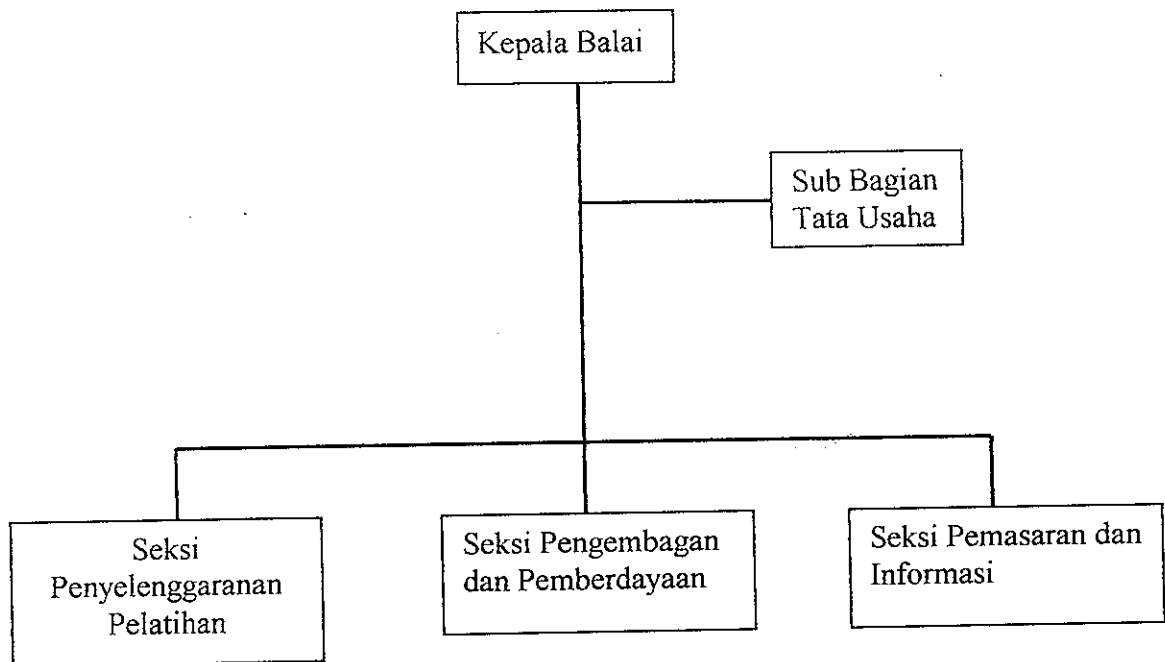 Kepala Balai
Sub Bagian
Tata Usaha
Seksi
Penyelenggaranan
Pelatihan
Seksi Pengembagan
dan Pemberdayaan
Seksi Pemasaran dan
Informasi